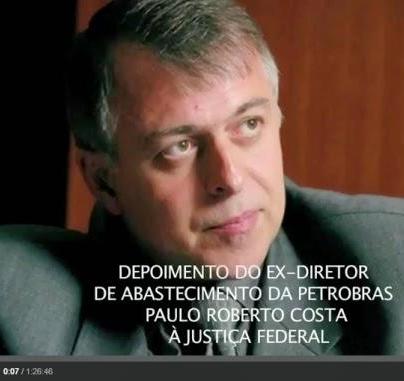 DEPOIMENTO DO EX-DIRETOR
DE ABASTECIMENTO DA PETROBRAS
PAULO ROBERTO COSTA
À JUSTIÇA FEDERAL
0:07 / 1:26:46